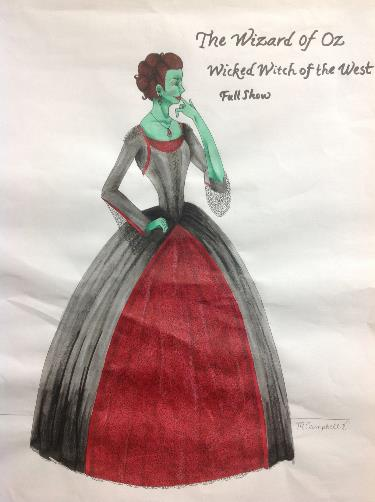 The Wizard of Oz
Wicked Witch of the West
Full Show